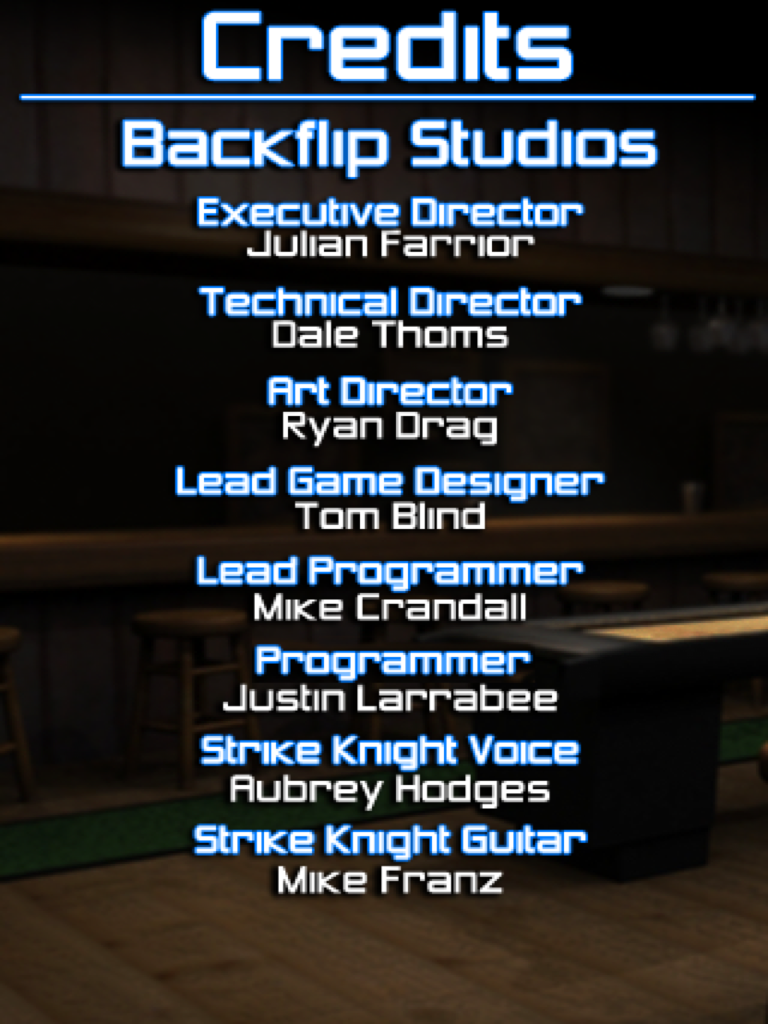 Credits
Backflip Studios
Executive Director
Julian Farrior
Technical Director
Dale Thoms
Art Director
Ryan Drag
Lead Game Designer
Tom Blind
Lead Programmer
Mike Crandall
Programmer
Justin Larrabee
Strike Knight Voice
Aubrey Hodges
Strike Knight Guitar
Mike Franz